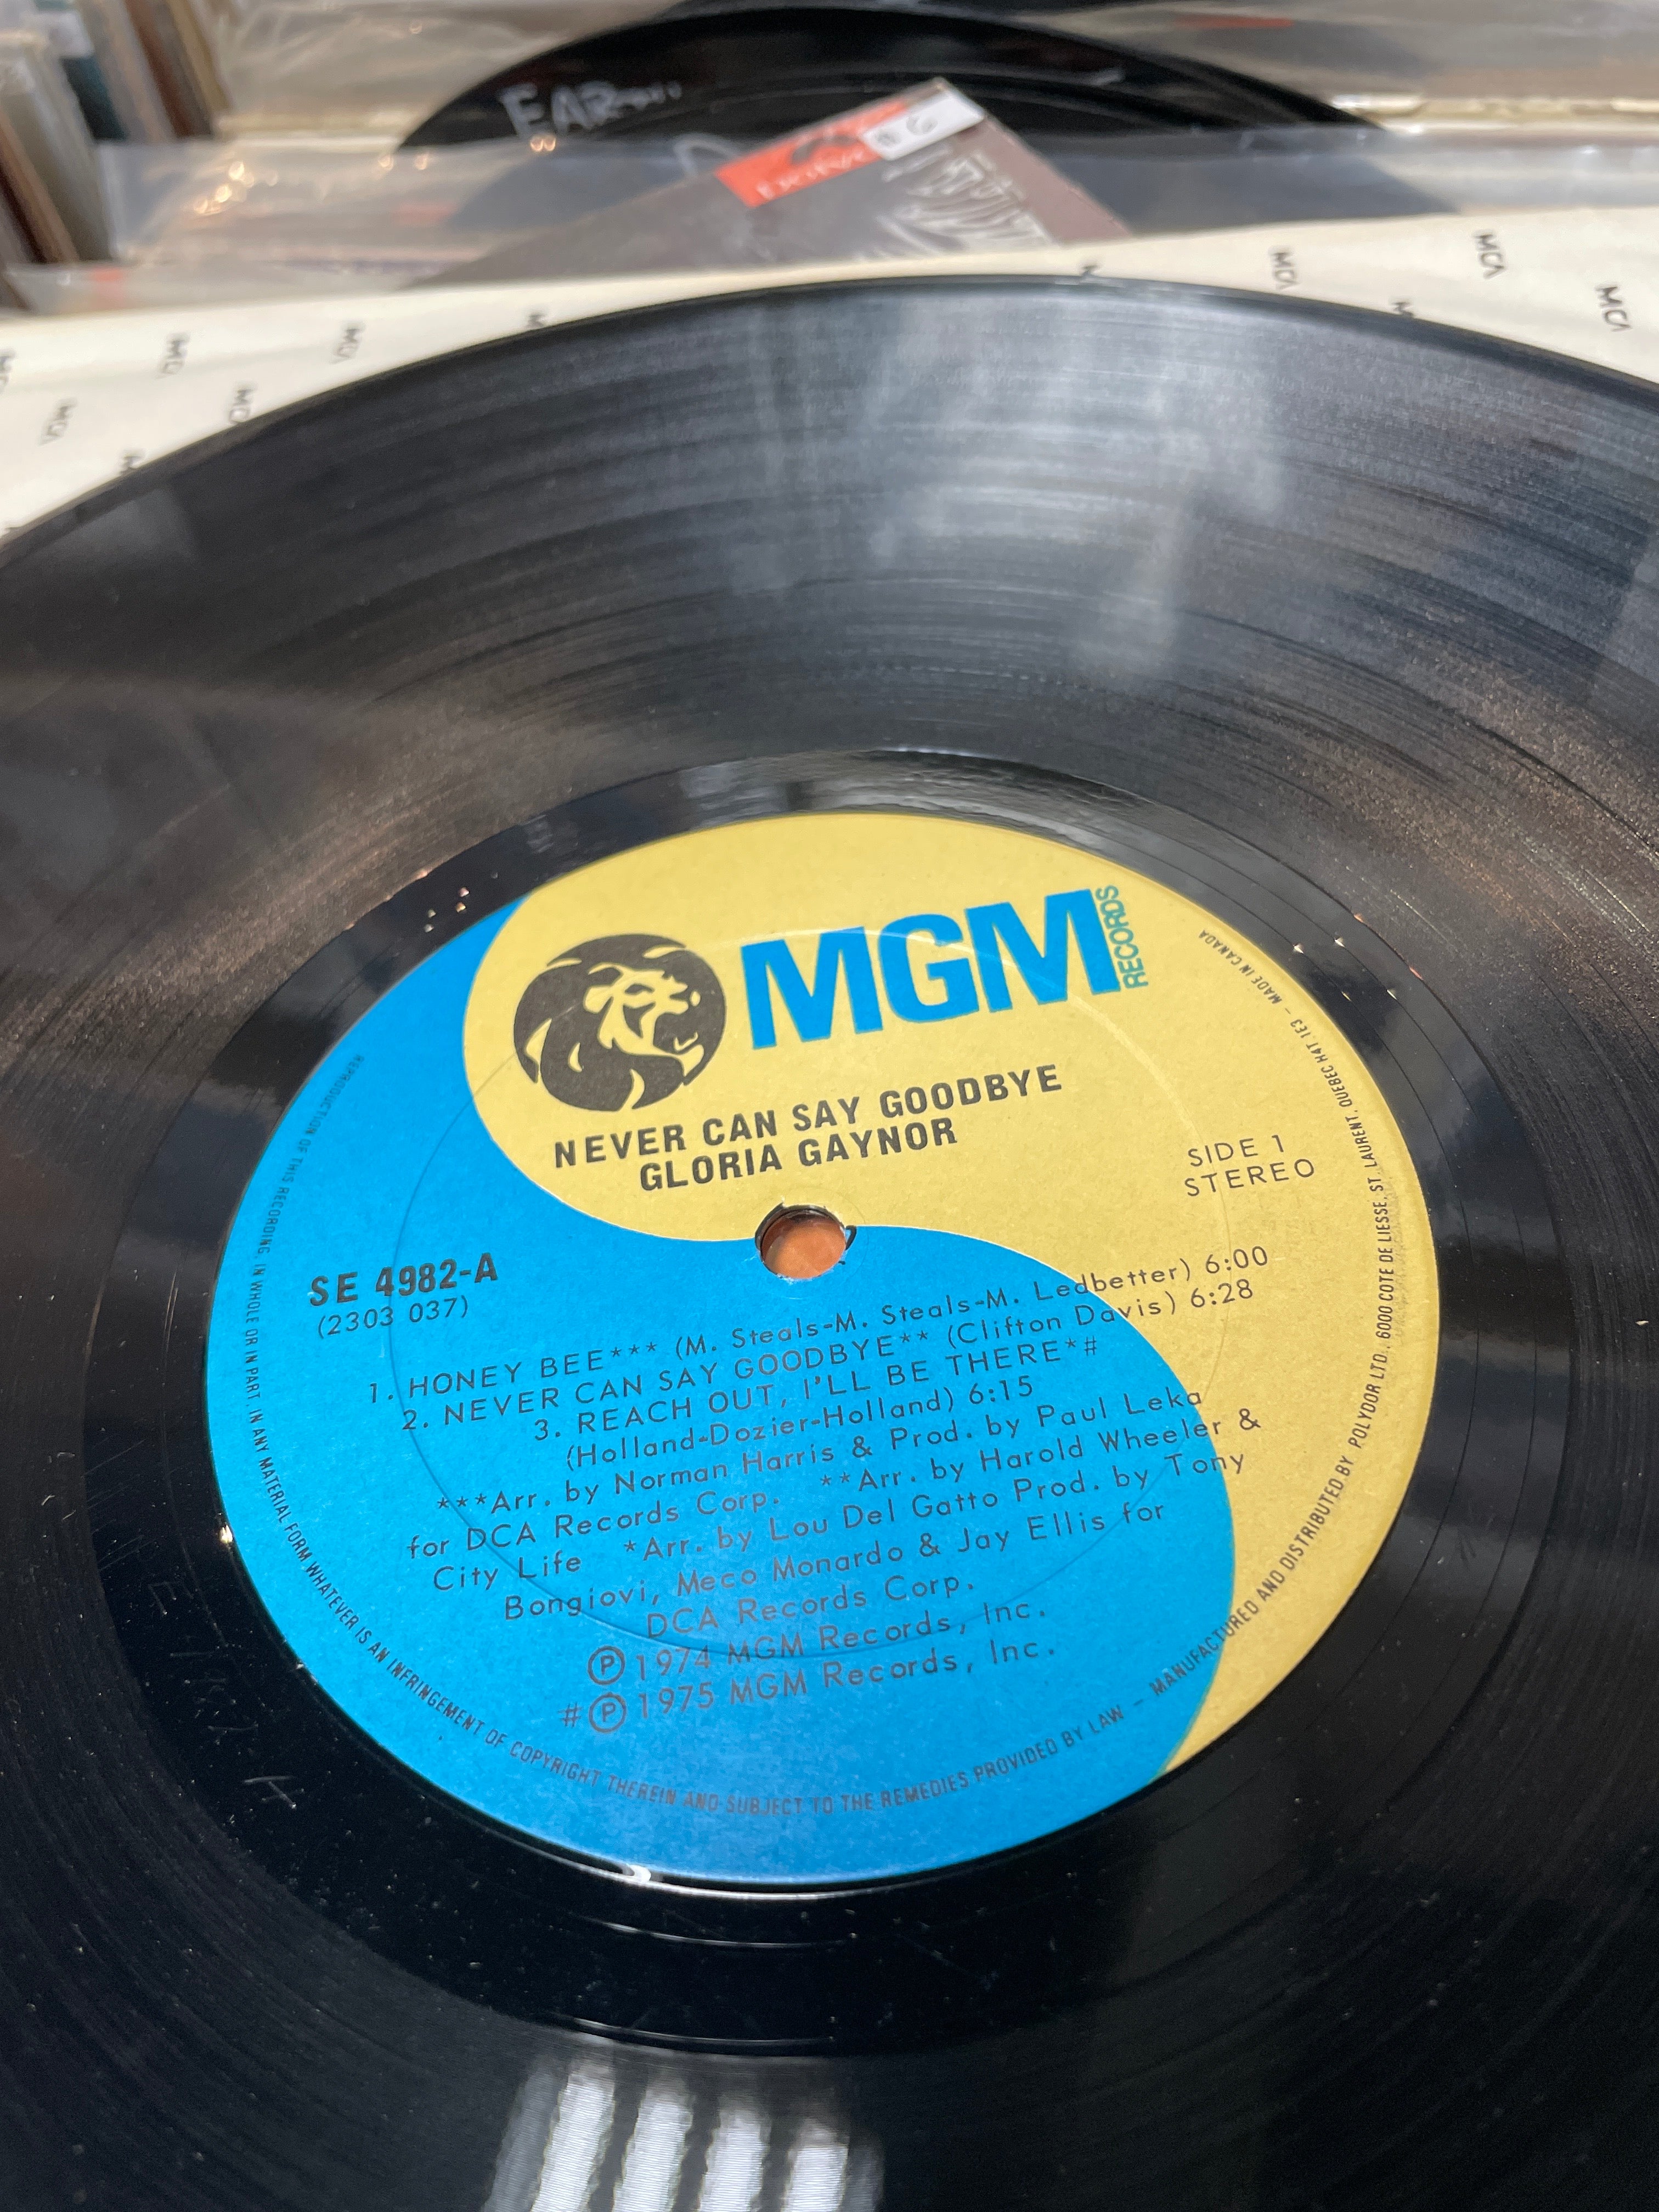 MCA
MCA
MCA
MCA
MCA
MCA
MCA
MGM
RECORDS
NEVER CAN SAY GOODBYE
GLORIA GAYNOR
SIDE 1
STEREO
SE 4982-A
(2303 037)
1. HONEY BEE*** (M. Steals-M. Steals-M. Ledbetter) 6:00
2. NEVER CAN SAY GOODBYE** (Clifton Davis) 6:28
3. REACH OUT, I'LL BE THERE*#
(Holland-Dozier-Holland) 6:15
***Arr. by Norman Harris & Prod. by Paul Leka
for DCA Records Corp. **Arr. by Harold Wheeler &
City Life *Arr. by Lou Del Gatto Prod. by Tony
Bongiovi, Meco Monardo & Jay Ellis for
DCA Records Corp.
Ⓟ 1974 MGM Records, Inc.
#Ⓟ 1975 MGM Records, Inc.
REPRODUCTION OF THIS RECORDING, IN WHOLE OR IN PART, IN ANY MATERIAL FORM WHATEVER IS AN INFRINGEMENT OF COPYRIGHT THEREIN AND SUBJECT TO THE REMEDIES PROVIDED BY LAW – MANUFACTURED AND DISTRIBUTED BY POLYDOR LTD., 6000 COTE DE LIESSE, ST. LAURENT, QUEBEC H4T 1E3 – MADE IN CANADA